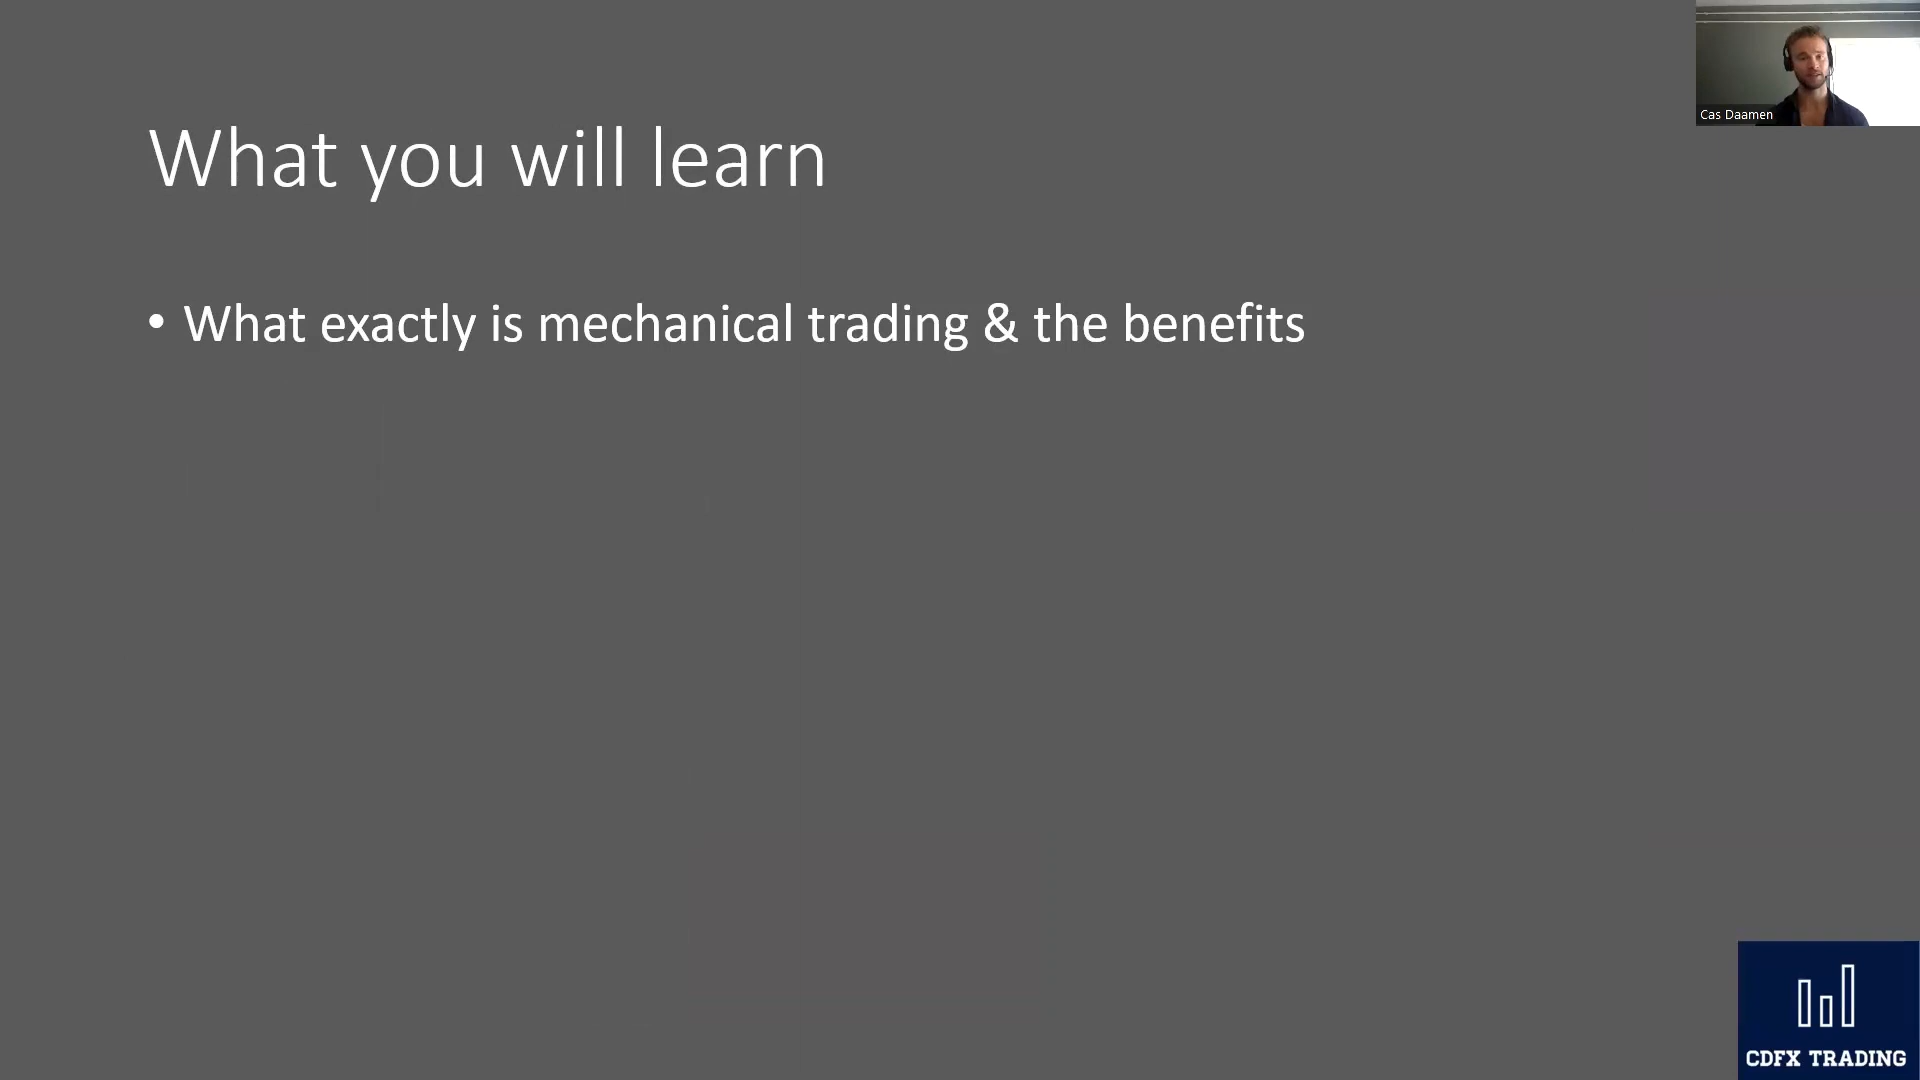 Cas Daamen
What you will learn
• What exactly is mechanical trading & the benefits
CDFX TRADING